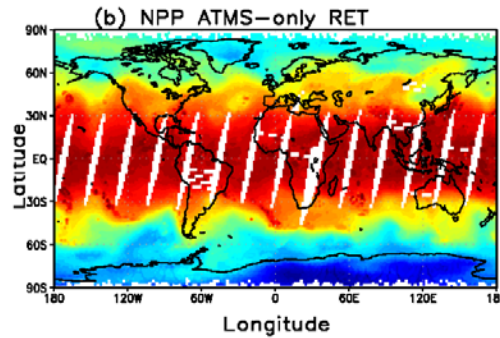 (b) NPP ATMS-only RET
90N
60N
30N
EQ
30S
60S
90S
Latitude
180 120W 60W 0 60E 120E 18
Longitude